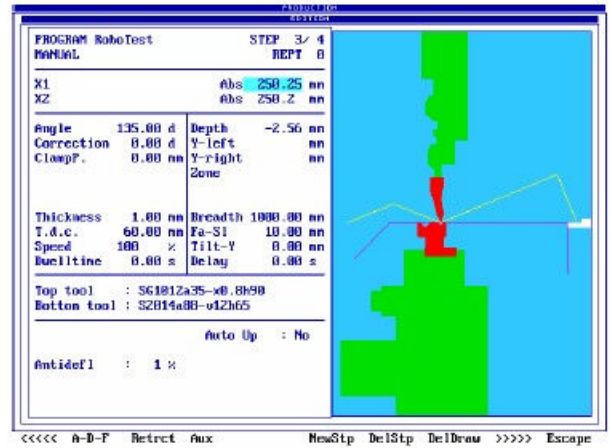 PRODUCTION
EDITION
PROGRAM RoboTest STEP 3/ 4
MANUAL REPT 0
X1 Abs 250.25 mm
X2 Abs 250.2 mm
Angle 135.00 d Depth -2.56 mm
Correction 0.00 d Y-left mm
ClampP. 0.00 mm Y-right mm
Zone
Thickness 1.00 mm Breadth 1000.00 mm
T.d.c. 60.00 mm Fa-Sl 10.00 mm
Speed 100 % Tilt-Y 0.00 mm
Dwelltime 0.00 s Delay 0.00 s
Top tool : SG1012a35-x0.8h90
Bottom tool : S2014a88-v12h65
Auto Up : No
Antidefl : 1 %
<<<<< A-D-F Retrct Aux NewStp DelStp DelDraw >>>>> Escape